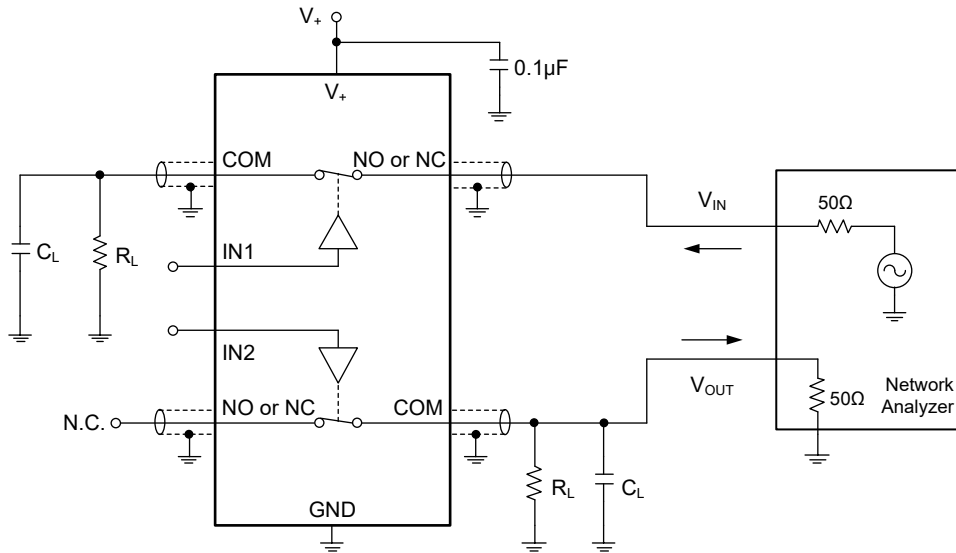 V+
0.1µF
V+
COM
NO or NC
VIN
50Ω
CL
RL
IN1
IN2
VOUT
NO or NC
COM
50Ω
Network
Analyzer
N.C.
RL
CL
GND